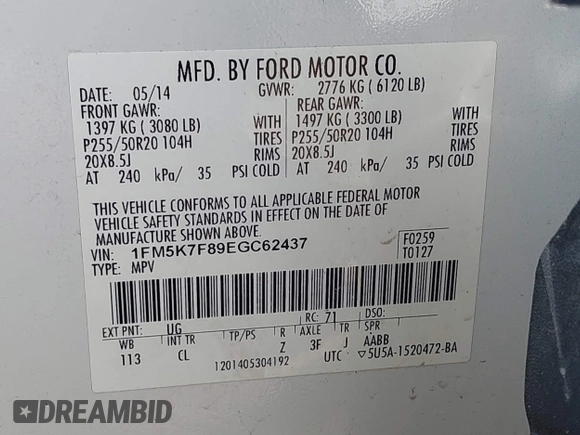 MFD. BY FORD MOTOR CO.
DATE: 05/14 GVWR: 2776 KG ( 6120 LB)
FRONT GAWR: REAR GAWR:
1397 KG ( 3080 LB) WITH 1497 KG ( 3300 LB) WITH
P255/50R20 104H TIRES P255/50R20 104H TIRES
20X8.5J RIMS 20X8.5J RIMS
AT 240 kPa/ 35 PSI COLD AT 240 kPa/ 35 PSI COLD
THIS VEHICLE CONFORMS TO ALL APPLICABLE FEDERAL MOTOR
VEHICLE SAFETY STANDARDS IN EFFECT ON THE DATE OF
MANUFACTURE SHOWN ABOVE.
VIN: 1FM5K7F89EGC62437 F0259
TYPE: MPV T0127
EXT PNT: UG RC: 71 DSO:
WB INT TR TP/PS R AXLE TR SPR
113 CL Z 3F J AABB
1201405304192 UTC ▽5U5A-1520472-BA
DREAMBID